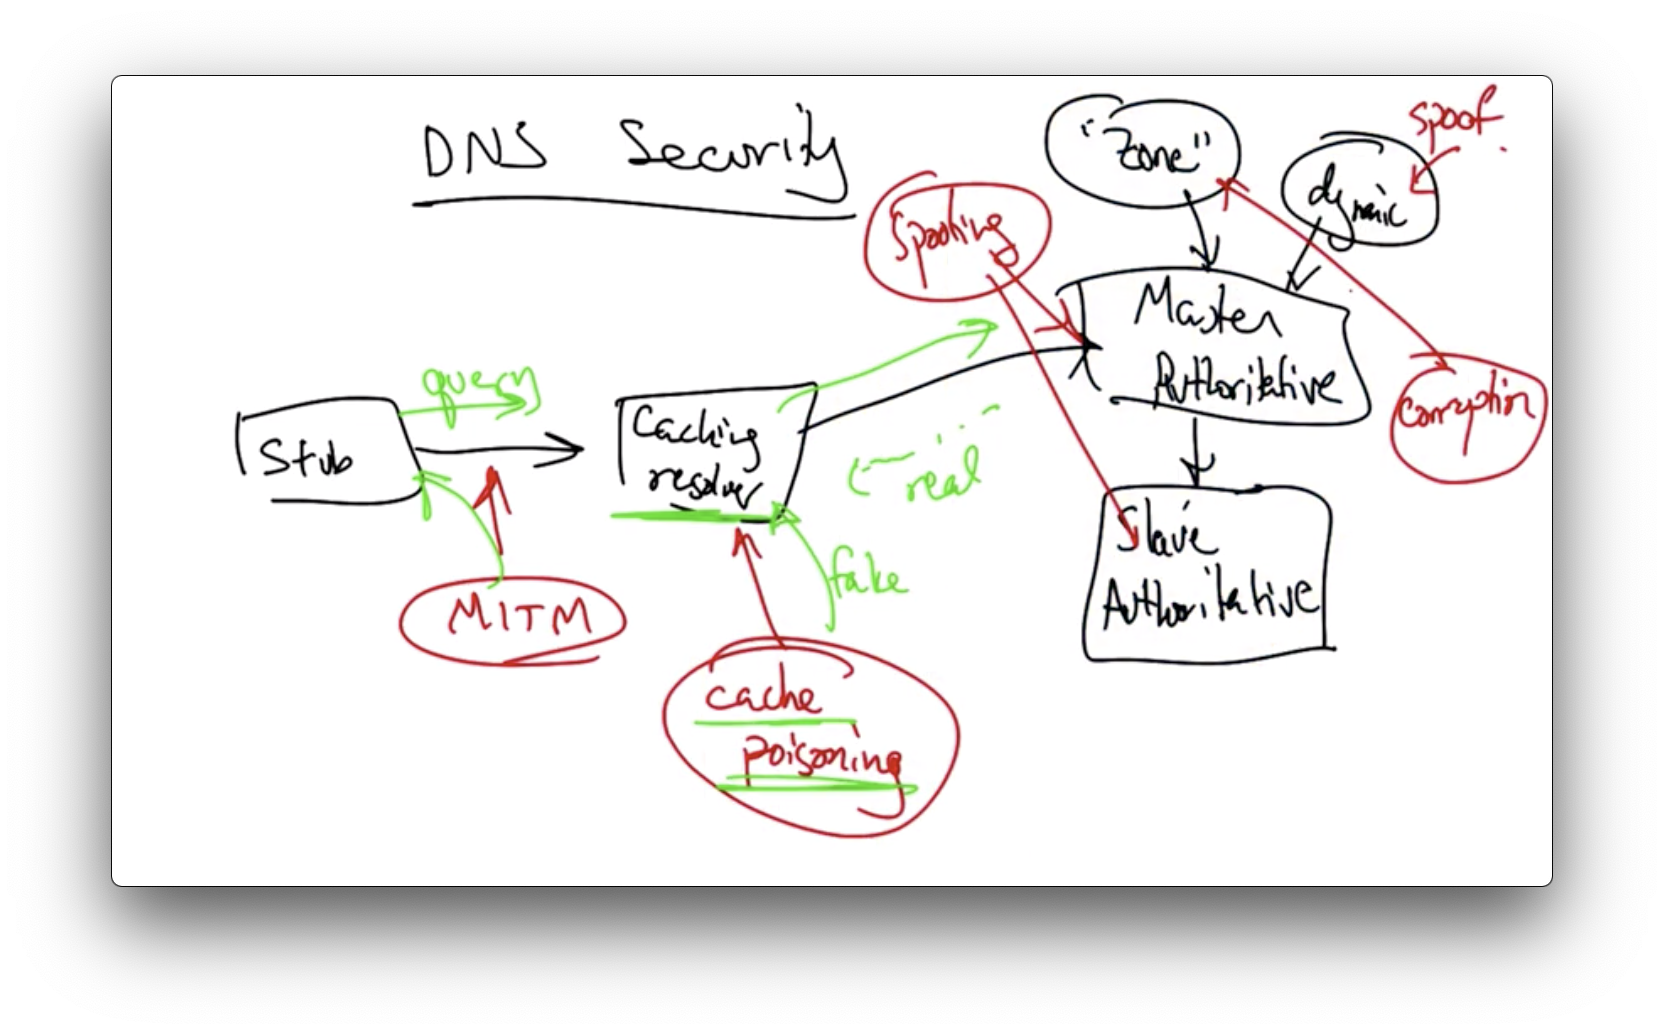 DNS Security
"Zone"
spoof
dynamic
Spoofing
Master
Authoritative
query
Stub
Caching
resolver
real
corruption
Slave
Authoritative
fake
MITM
cache
poisoning